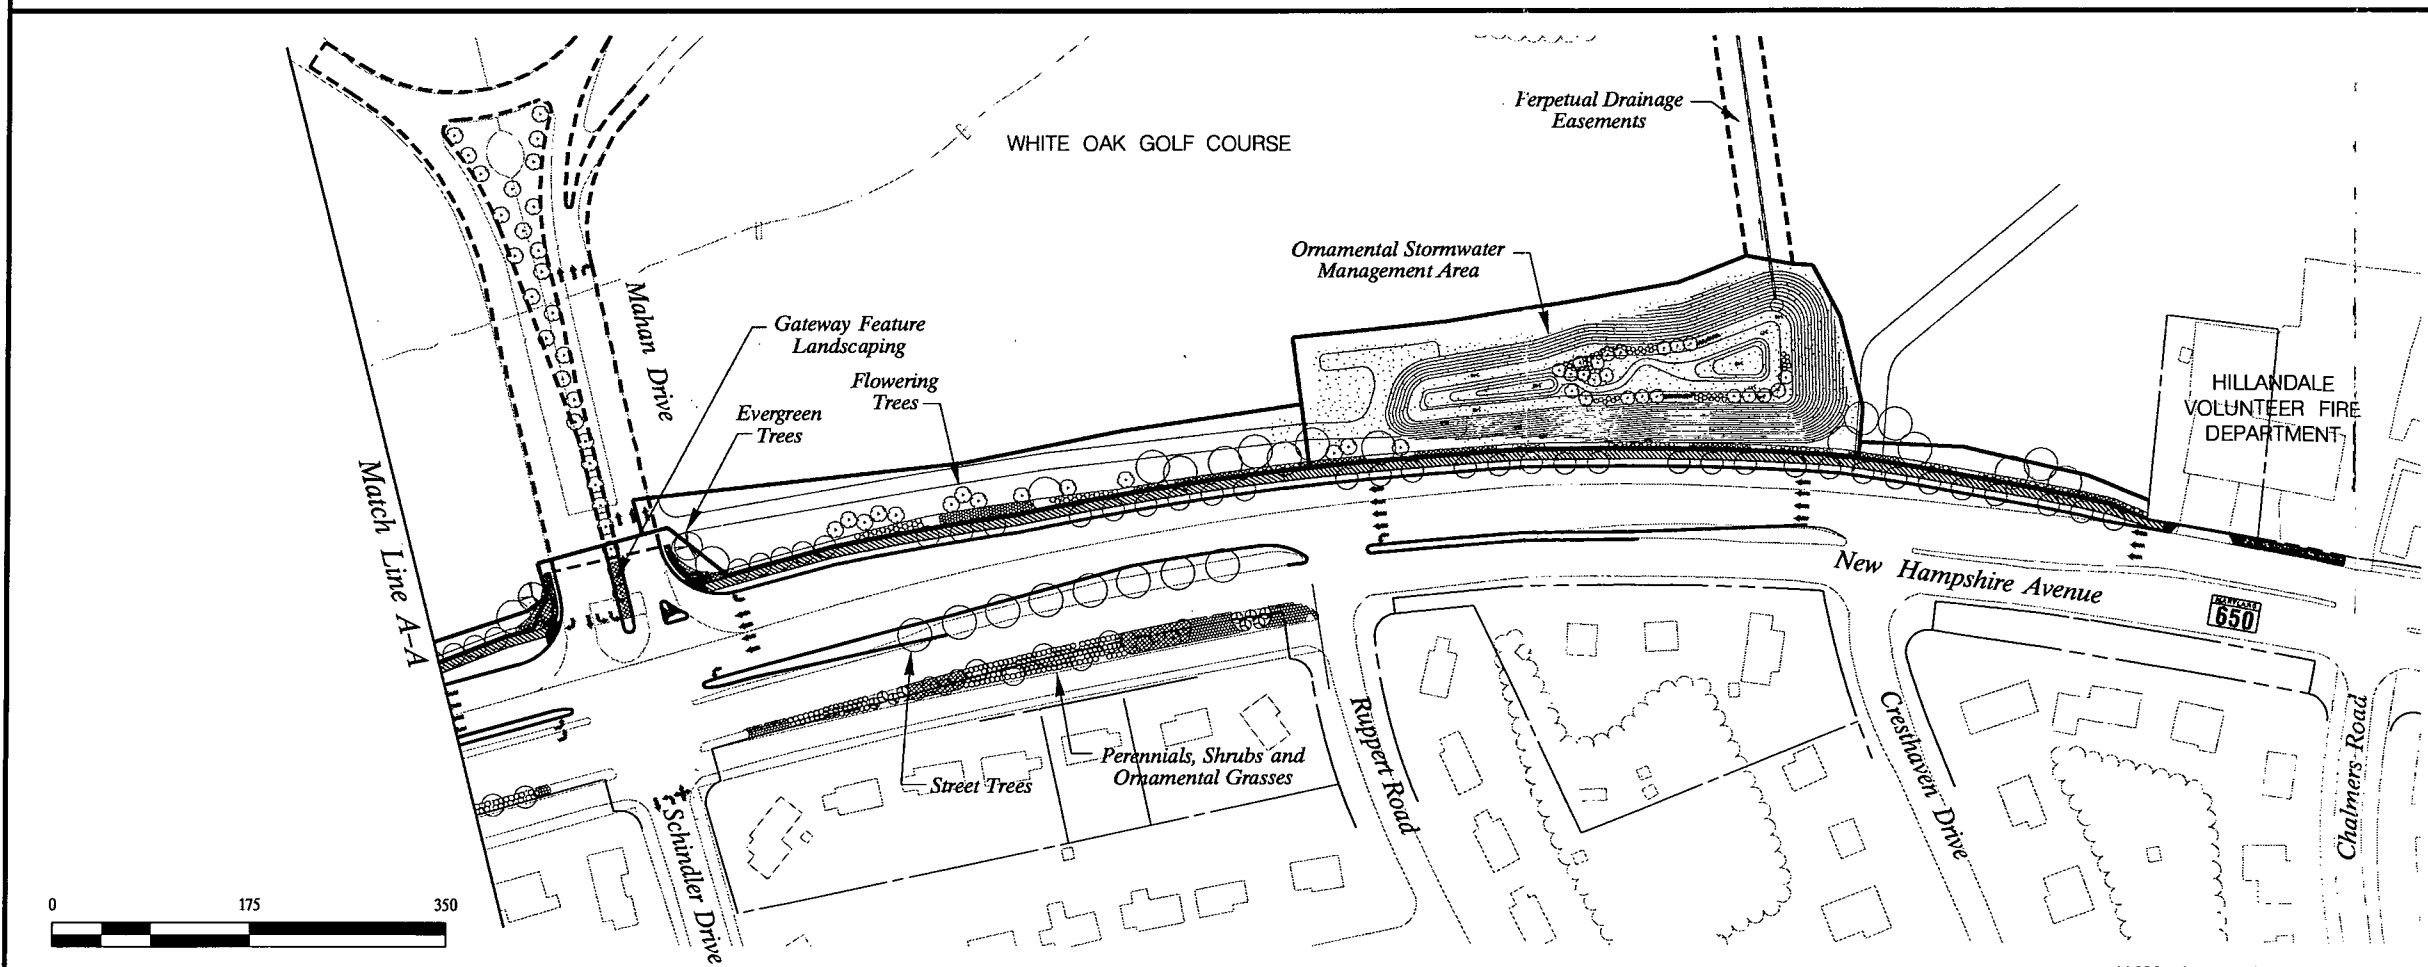 Perpetual Drainage
Easements
WHITE OAK GOLF COURSE
Ornamental Stormwater
Management Area
Mahan Drive
Gateway Feature
Landscaping
Flowering
Trees
Evergreen
Trees
HILLANDALE
VOLUNTEER FIRE
DEPARTMENT
Match Line A-A
New Hampshire Avenue
MARYLAND
650
Ruppert Road
Cresthaven Drive
Chalmers Road
Perennials, Shrubs and
Ornamental Grasses
Street Trees
Schindler Drive
0 175 350